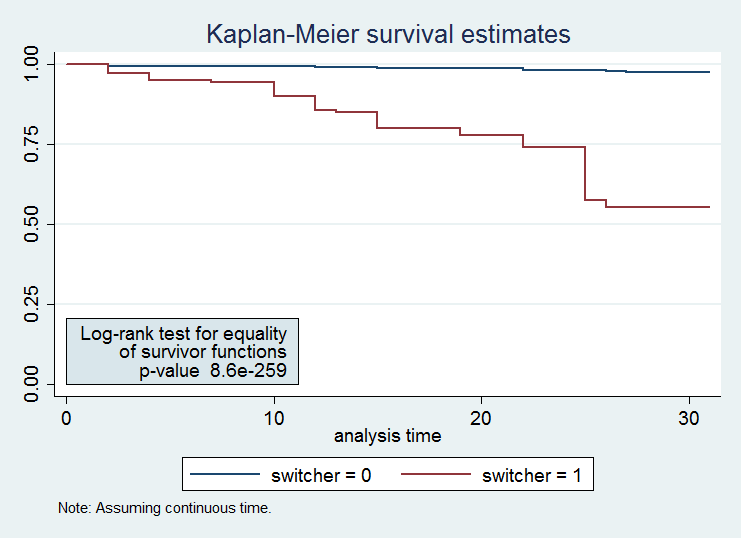 Kaplan-Meier survival estimates
1.00
0.75
0.50
0.25
0.00
Log-rank test for equality
of survivor functions
p-value 8.6e-259
0 10 20 30
analysis time
switcher = 0 switcher = 1
Note: Assuming continuous time.